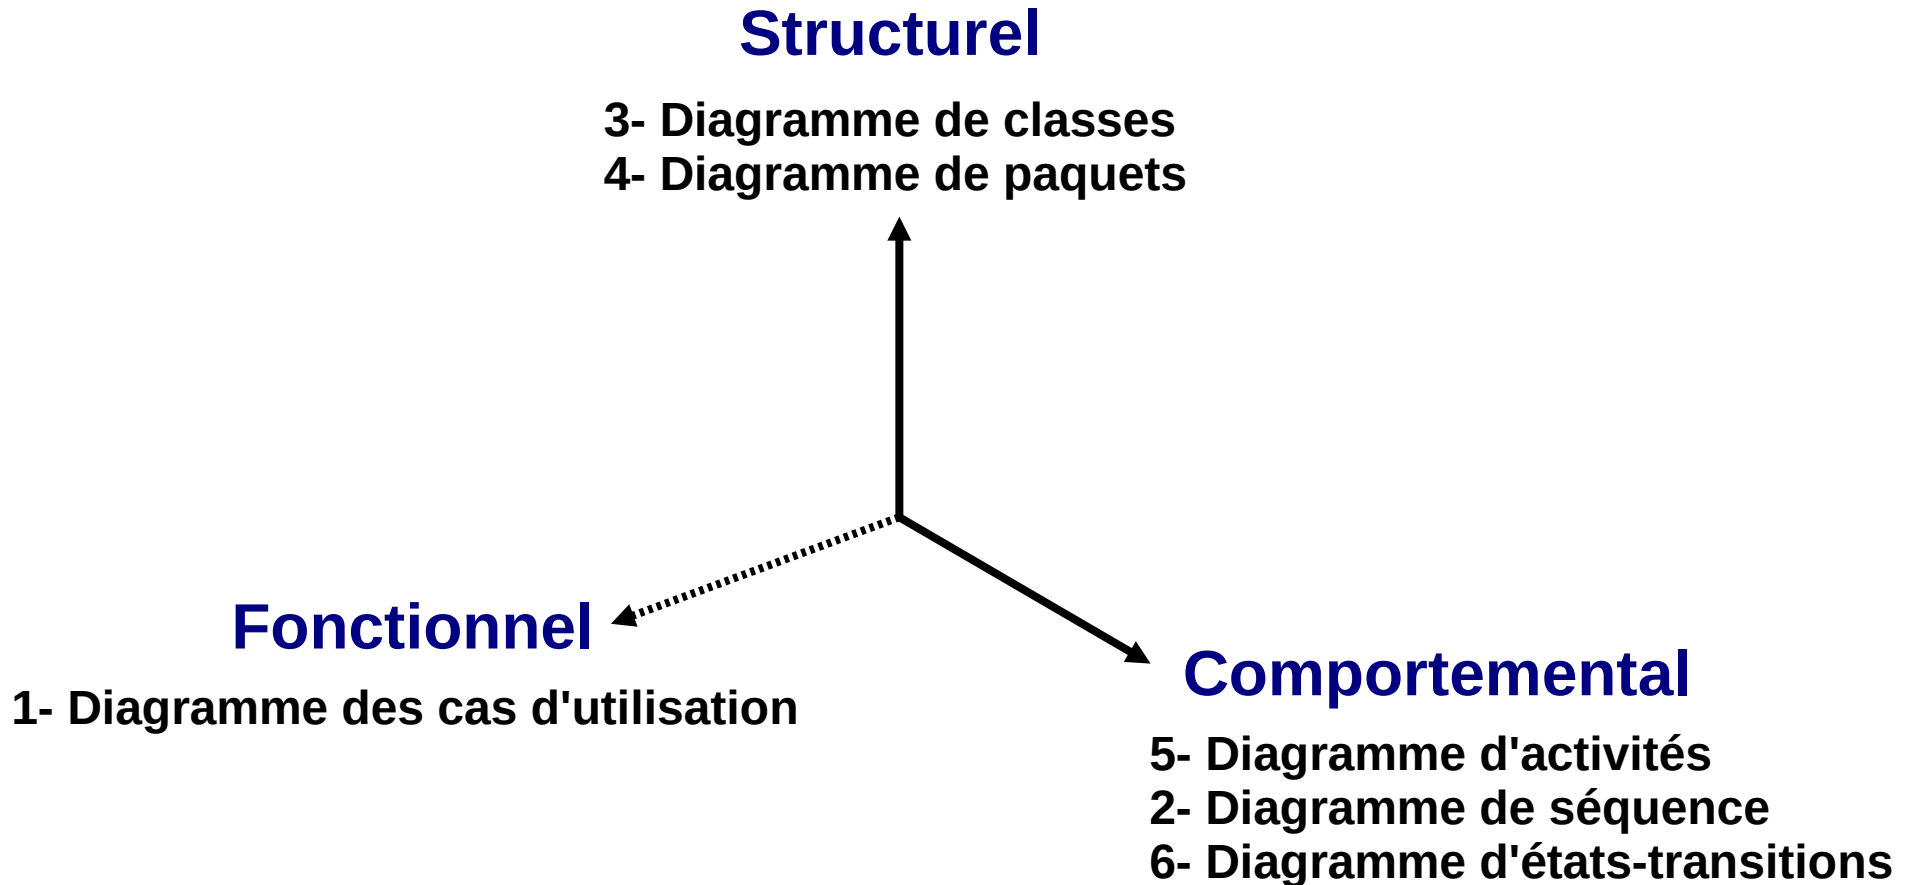 Structurel
3- Diagramme de classes
4- Diagramme de paquets
Fonctionnel
1- Diagramme des cas d'utilisation
Comportemental
5- Diagramme d'activités
2- Diagramme de séquence
6- Diagramme d'états-transitions